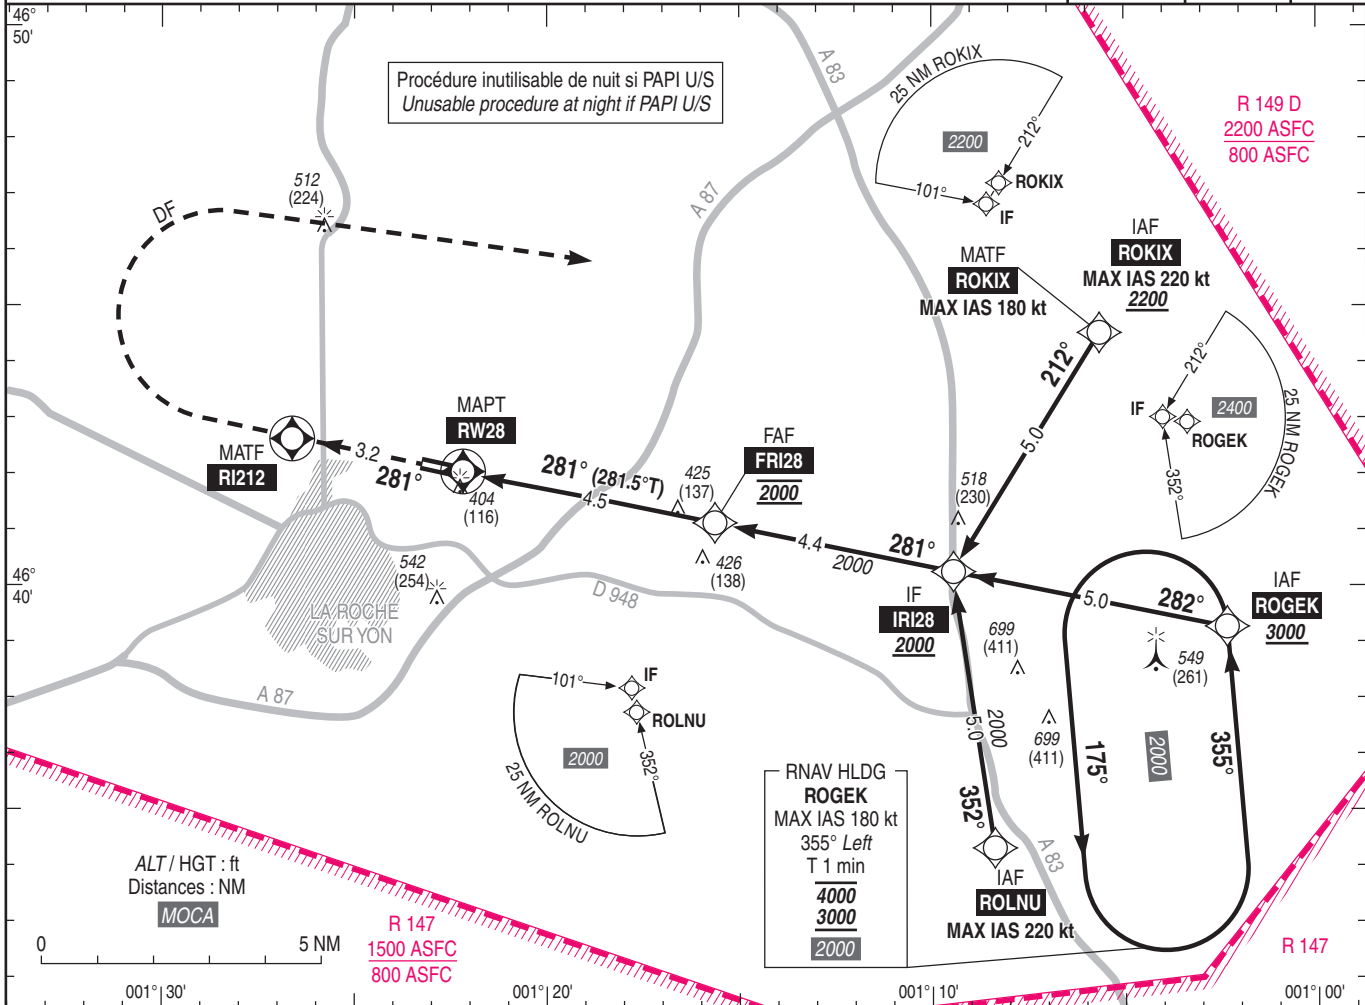 46°
50'
Procédure inutilisable de nuit si PAPI U/S
Unusable procedure at night if PAPI U/S
A 83
25 NM ROKIX
212°
2200
101°
ROKIX
IF
R 149 D
2200 ASFC
800 ASFC
512
(224)
DF
A 87
IAF
ROKIX
MAX IAS 220 kt
2200
MATF
ROKIX
MAX IAS 180 kt
212°
5.0
212°
IF
2400
ROGEK
352°
25 NM ROGEK
MAPT
RW28
MATF
RI212
3.2
281°
404
(116)
281° (281.5°T)
4.5
425
(137)
FAF
FRI28
2000
426
(138)
518
(230)
4.4
2000
281°
IF
IRI28
2000
5.0
282°
IAF
ROGEK
3000
46°
40'
542
(254)
LA ROCHE
SUR YON
D 948
A 87
699
(411)
699
(411)
549
(261)
101°
IF
ROLNU
2000
352°
25 NM ROLNU
5.0
2000
352°
175°
2000
355°
RNAV HLDG
ROGEK
MAX IAS 180 kt
355° Left
T 1 min
4000
3000
2000
A 83
IAF
ROLNU
MAX IAS 220 kt
ALT / HGT : ft
Distances : NM
MOCA
0
5 NM
R 147
1500 ASFC
800 ASFC
R 147
001° 30'
001° 20'
001° 10'
001° 00'